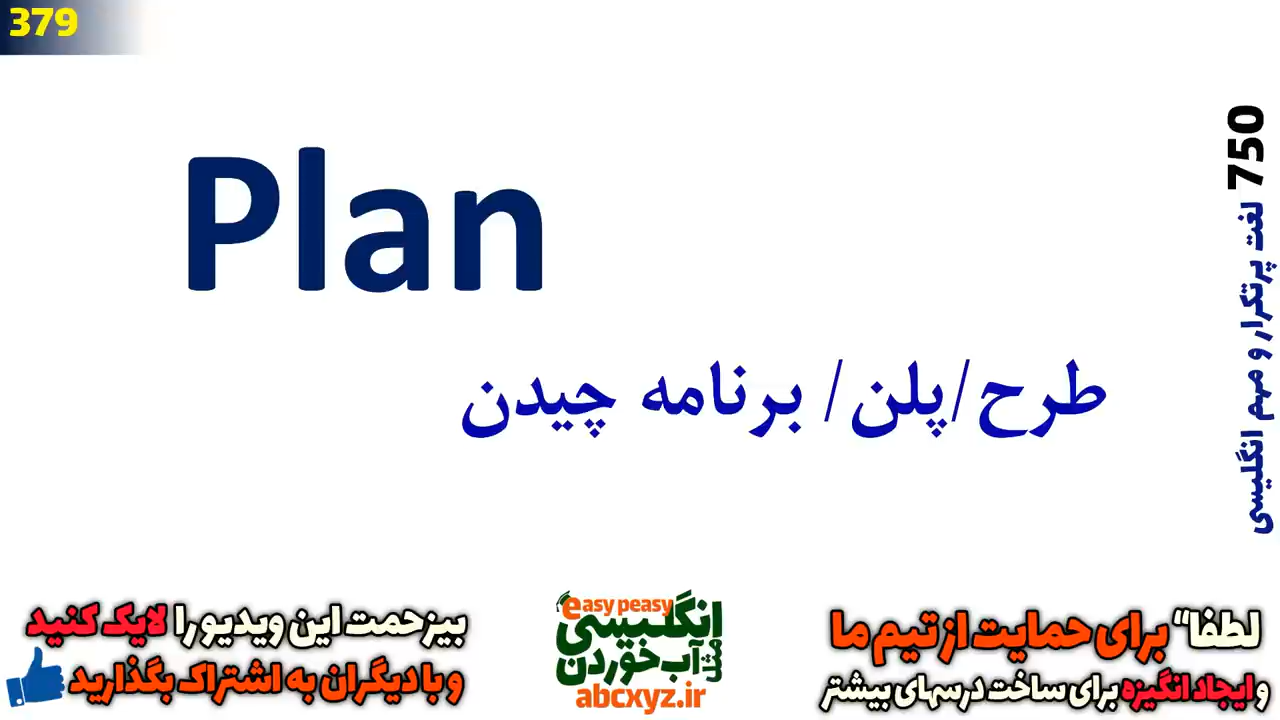 379
Plan
طرح/پلن/ برنامه چیدن
750 لغت پرتکرار و مهم انگلیسی
بیزحمت این ویدیو را لایک کنید
و با دیگران به اشتراک بگذارید
easy peasy
انگلیسی
مثل آب خوردن
abcxyz.ir
لطفا" برای حمایت از تیم ما
و ایجاد انگیزه برای ساخت درسهای بیشتر